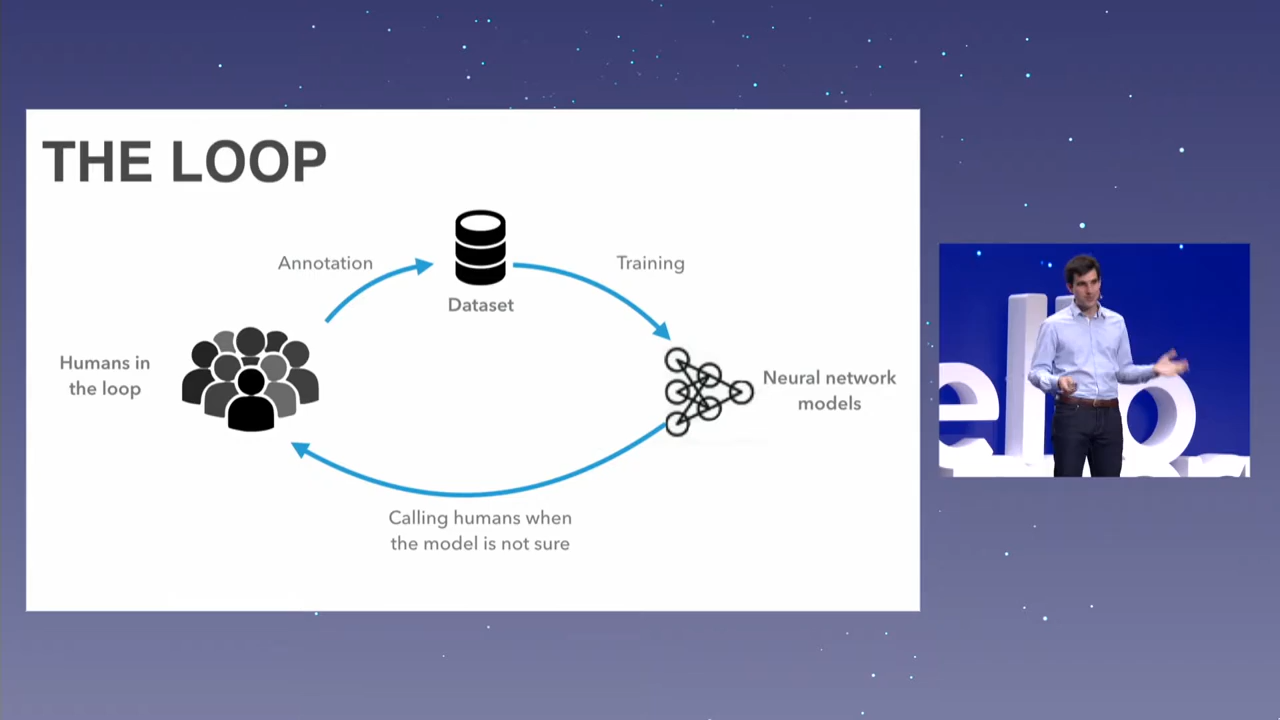 THE LOOP
Annotation
Dataset
Training
Humans in
the loop
Neural network
models
Calling humans when
the model is not sure